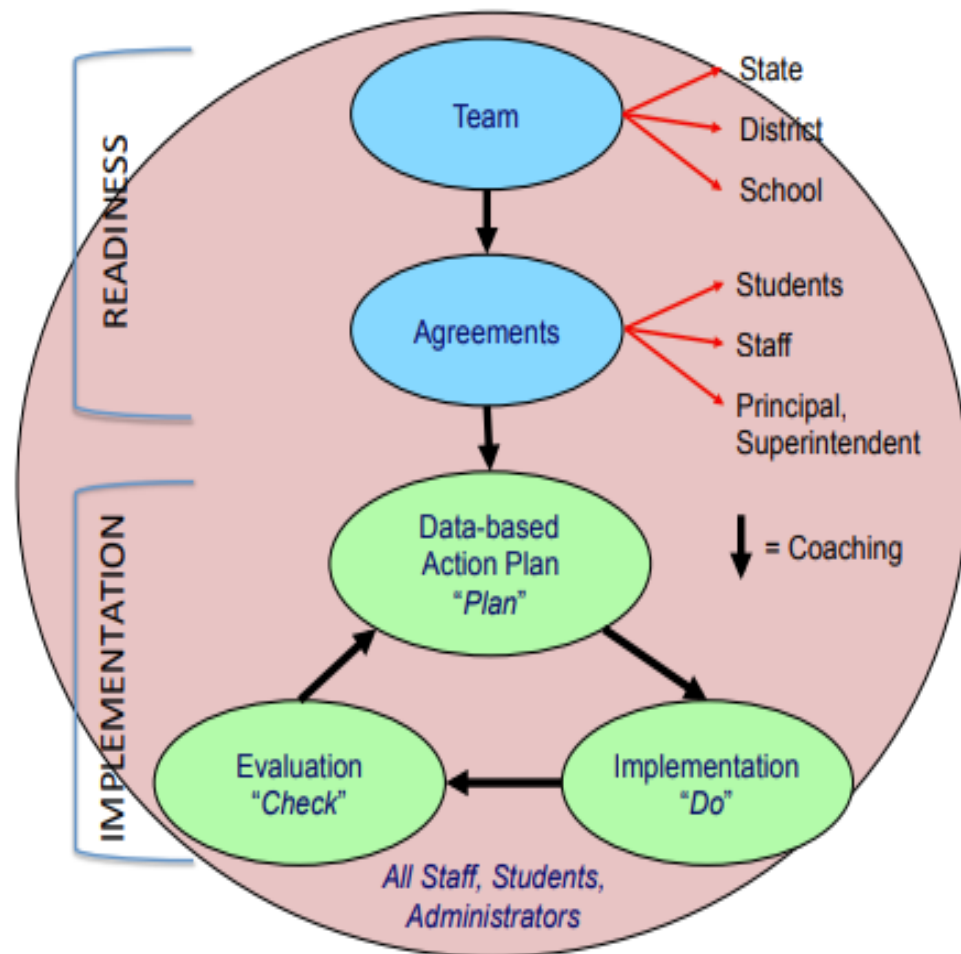 READINESS
Team
State
District
School
Agreements
Students
Staff
Principal,
Superintendent
IMPLEMENTATION
Data-based
Action Plan
“Plan”
= Coaching
Evaluation
“Check”
Implementation
“Do”
All Staff, Students,
Administrators